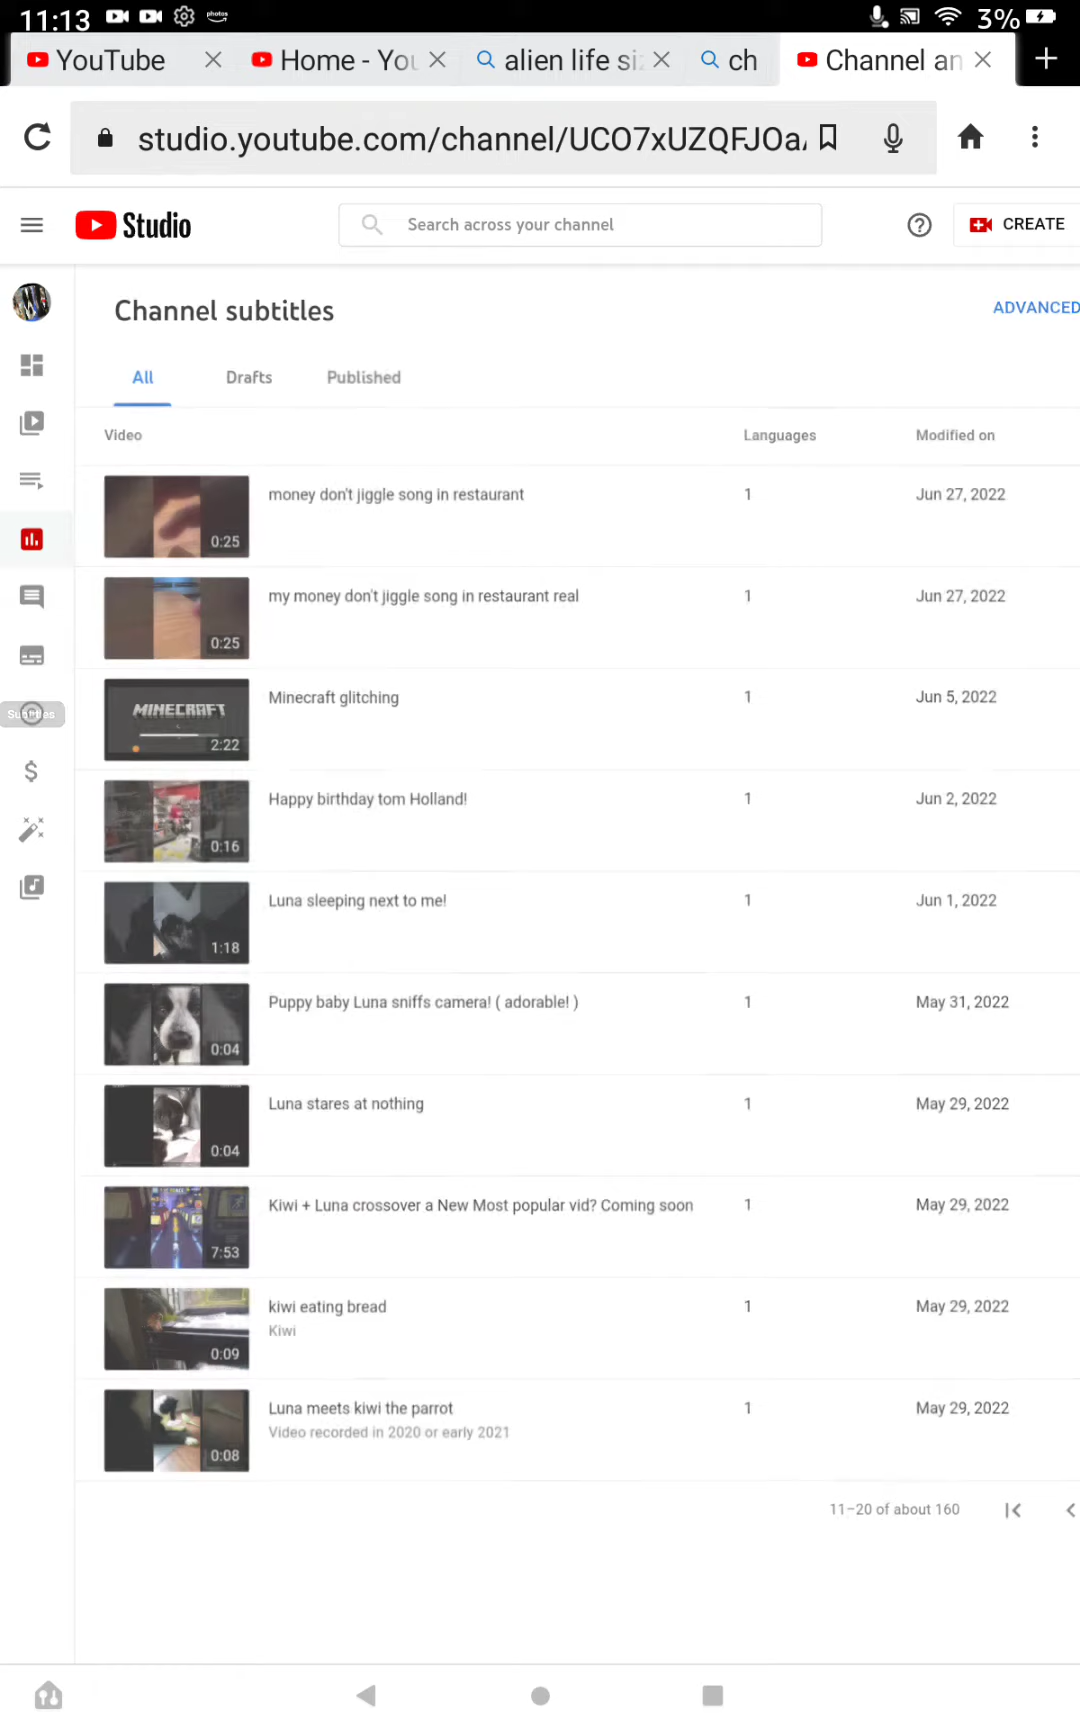 11:13
photos
3%
YouTube
Home - You
alien life si
ch
Channel an
studio.youtube.com/channel/UCO7xUZQFJOa
Studio
Search across your channel
CREATE
Channel subtitles
ADVANCED
All
Drafts
Published
Video
Languages
Modified on
money don't jiggle song in restaurant
1
Jun 27, 2022
0:25
my money don't jiggle song in restaurant real
1
Jun 27, 2022
0:25
Minecraft glitching
1
Jun 5, 2022
MINECRAFT
2:22
Subtitles
Happy birthday tom Holland!
1
Jun 2, 2022
0:16
Luna sleeping next to me!
1
Jun 1, 2022
1:18
Puppy baby Luna sniffs camera! ( adorable! )
1
May 31, 2022
0:04
Luna stares at nothing
1
May 29, 2022
0:04
Kiwi + Luna crossover a New Most popular vid? Coming soon
1
May 29, 2022
7:53
kiwi eating bread
1
May 29, 2022
Kiwi
0:09
Luna meets kiwi the parrot
1
May 29, 2022
Video recorded in 2020 or early 2021
0:08
11–20 of about 160